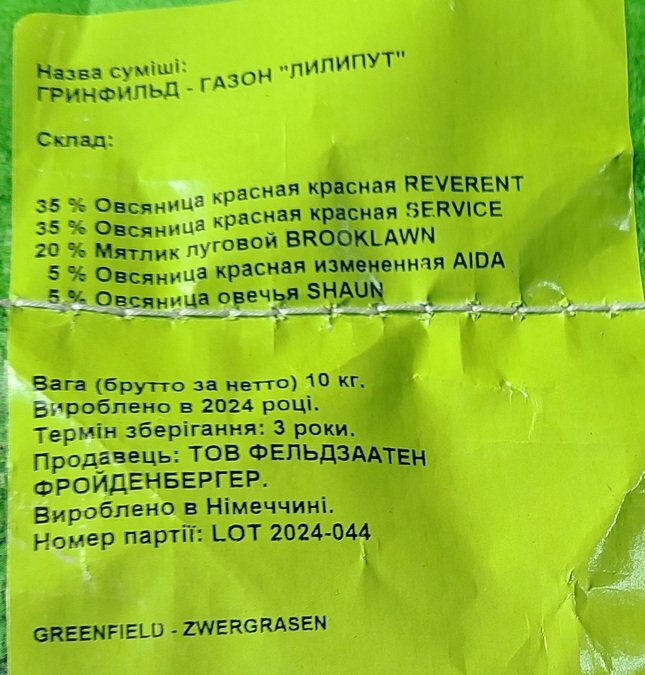 Назва суміші:
ГРИНФИЛЬД - ГАЗОН "ЛИЛИПУТ"
Склад:
35 % Овсяница красная красная REVERENT
35 % Овсяница красная красная SERVICE
20 % Мятлик луговой BROOKLAWN
5 % Овсяница красная измененная AIDA
5 % Овсяница овечья SHAUN
Вага (брутто за нетто) 10 кг.
Вироблено в 2024 році.
Термін зберігання: 3 роки.
Продавець: ТОВ ФЕЛЬДЗААТЕН
ФРОЙДЕНБЕРГЕР.
Вироблено в Німеччині.
Номер партії: LOT 2024-044
GREENFIELD - ZWERGRASEN